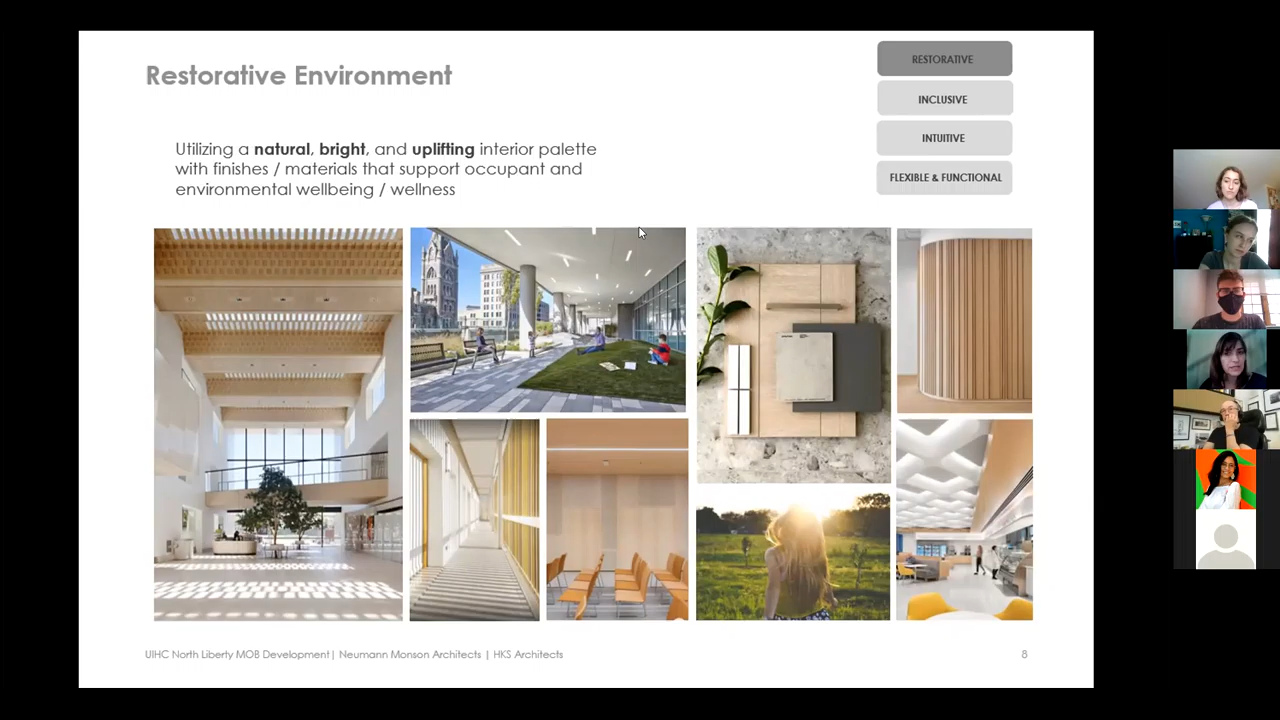 Restorative Environment
RESTORATIVE
INCLUSIVE
INTUITIVE
FLEXIBLE & FUNCTIONAL
Utilizing a natural, bright, and uplifting interior palette
with finishes / materials that support occupant and
environmental wellbeing / wellness
UIHC North Liberty MOB Development| Neumann Monson Architects | HKS Architects
8